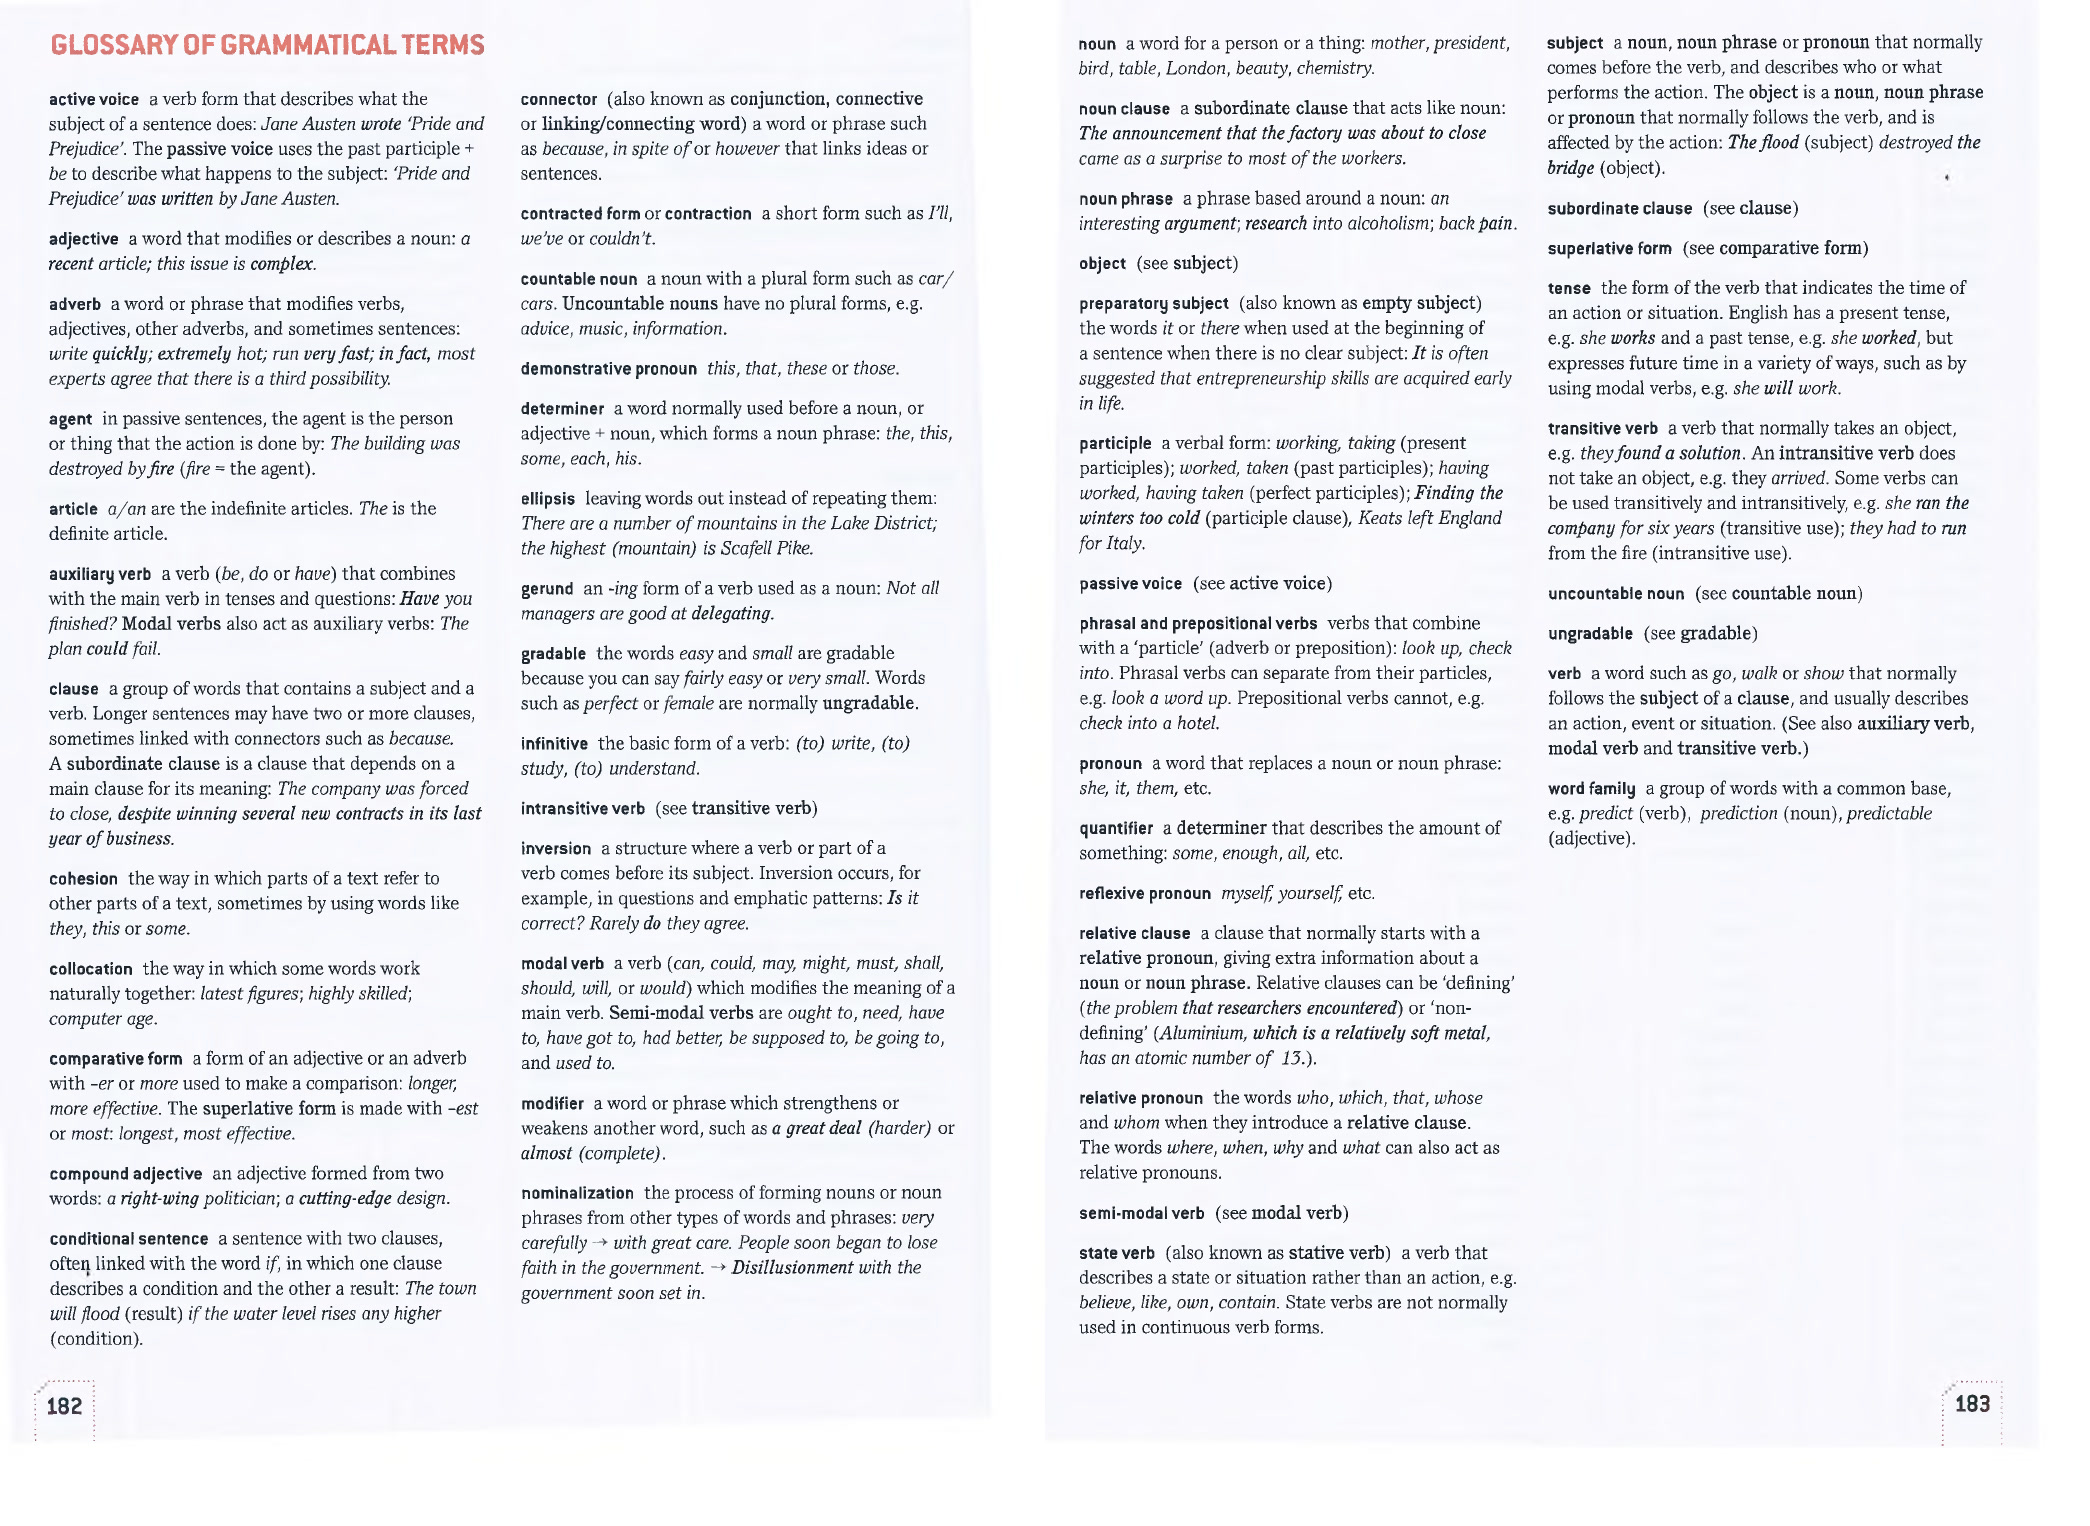 GLOSSARY OF GRAMMATICAL TERMS
active voice a verb form that describes what the
subject of a sentence does: Jane Austen wrote ‘Pride and
Prejudice’. The passive voice uses the past participle +
be to describe what happens to the subject: ‘Pride and
Prejudice’ was written by Jane Austen.
adjective a word that modifies or describes a noun: a
recent article; this issue is complex.
adverb a word or phrase that modifies verbs,
adjectives, other adverbs, and sometimes sentences:
write quickly; extremely hot; run very fast; in fact, most
experts agree that there is a third possibility.
agent in passive sentences, the agent is the person
or thing that the action is done by: The building was
destroyed by fire (fire = the agent).
article a/an are the indefinite articles. The is the
definite article.
auxiliary verb a verb (be, do or have) that combines
with the main verb in tenses and questions: Have you
finished? Modal verbs also act as auxiliary verbs: The
plan could fail.
clause a group of words that contains a subject and a
verb. Longer sentences may have two or more clauses,
sometimes linked with connectors such as because.
A subordinate clause is a clause that depends on a
main clause for its meaning: The company was forced
to close, despite winning several new contracts in its last
year of business.
cohesion the way in which parts of a text refer to
other parts of a text, sometimes by using words like
they, this or some.
collocation the way in which some words work
naturally together: latest figures; highly skilled;
computer age.
comparative form a form of an adjective or an adverb
with –er or more used to make a comparison: longer,
more effective. The superlative form is made with –est
or most: longest, most effective.
compound adjective an adjective formed from two
words: a right-wing politician; a cutting-edge design.
conditional sentence a sentence with two clauses,
often linked with the word if, in which one clause
describes a condition and the other a result: The town
will flood (result) if the water level rises any higher
(condition).
182
connector (also known as conjunction, connective
or linking/connecting word) a word or phrase such
as because, in spite of or however that links ideas or
sentences.
contracted form or contraction a short form such as I’ll,
we’ve or couldn’t.
countable noun a noun with a plural form such as car/
cars. Uncountable nouns have no plural forms, e.g.
advice, music, information.
demonstrative pronoun this, that, these or those.
determiner a word normally used before a noun, or
adjective + noun, which forms a noun phrase: the, this,
some, each, his.
ellipsis leaving words out instead of repeating them:
There are a number of mountains in the Lake District;
the highest (mountain) is Scafell Pike.
gerund an -ing form of a verb used as a noun: Not all
managers are good at delegating.
gradable the words easy and small are gradable
because you can say fairly easy or very small. Words
such as perfect or female are normally ungradable.
infinitive the basic form of a verb: (to) write, (to)
study, (to) understand.
intransitive verb (see transitive verb)
inversion a structure where a verb or part of a
verb comes before its subject. Inversion occurs, for
example, in questions and emphatic patterns: Is it
correct? Rarely do they agree.
modal verb a verb (can, could, may, might, must, shall,
should, will, or would) which modifies the meaning of a
main verb. Semi-modal verbs are ought to, need, have
to, have got to, had better, be supposed to, be going to,
and used to.
modifier a word or phrase which strengthens or
weakens another word, such as a great deal (harder) or
almost (complete).
nominalization the process of forming nouns or noun
phrases from other types of words and phrases: very
carefully → with great care. People soon began to lose
faith in the government. → Disillusionment with the
government soon set in.
noun a word for a person or a thing: mother, president,
bird, table, London, beauty, chemistry.
noun clause a subordinate clause that acts like noun:
The announcement that the factory was about to close
came as a surprise to most of the workers.
noun phrase a phrase based around a noun: an
interesting argument; research into alcoholism; back pain.
object (see subject)
preparatory subject (also known as empty subject)
the words it or there when used at the beginning of
a sentence when there is no clear subject: It is often
suggested that entrepreneurship skills are acquired early
in life.
participle a verbal form: working, taking (present
participles); worked, taken (past participles); having
worked, having taken (perfect participles); Finding the
winters too cold (participle clause), Keats left England
for Italy.
passive voice (see active voice)
phrasal and prepositional verbs verbs that combine
with a ‘particle’ (adverb or preposition): look up, check
into. Phrasal verbs can separate from their particles,
e.g. look a word up. Prepositional verbs cannot, e.g.
check into a hotel.
pronoun a word that replaces a noun or noun phrase:
she, it, them, etc.
quantifier a determiner that describes the amount of
something: some, enough, all, etc.
reflexive pronoun myself, yourself, etc.
relative clause a clause that normally starts with a
relative pronoun, giving extra information about a
noun or noun phrase. Relative clauses can be ‘defining’
(the problem that researchers encountered) or ‘non-
defining’ (Aluminium, which is a relatively soft metal,
has an atomic number of 13.).
relative pronoun the words who, which, that, whose
and whom when they introduce a relative clause.
The words where, when, why and what can also act as
relative pronouns.
semi-modal verb (see modal verb)
state verb (also known as stative verb) a verb that
describes a state or situation rather than an action, e.g.
believe, like, own, contain. State verbs are not normally
used in continuous verb forms.
subject a noun, noun phrase or pronoun that normally
comes before the verb, and describes who or what
performs the action. The object is a noun, noun phrase
or pronoun that normally follows the verb, and is
affected by the action: The flood (subject) destroyed the
bridge (object).
subordinate clause (see clause)
superlative form (see comparative form)
tense the form of the verb that indicates the time of
an action or situation. English has a present tense,
e.g. she works and a past tense, e.g. she worked, but
expresses future time in a variety of ways, such as by
using modal verbs, e.g. she will work.
transitive verb a verb that normally takes an object,
e.g. they found a solution. An intransitive verb does
not take an object, e.g. they arrived. Some verbs can
be used transitively and intransitively, e.g. she ran the
company for six years (transitive use); they had to run
from the fire (intransitive use).
uncountable noun (see countable noun)
ungradable (see gradable)
verb a word such as go, walk or show that normally
follows the subject of a clause, and usually describes
an action, event or situation. (See also auxiliary verb,
modal verb and transitive verb.)
word family a group of words with a common base,
e.g. predict (verb), prediction (noun), predictable
(adjective).
183